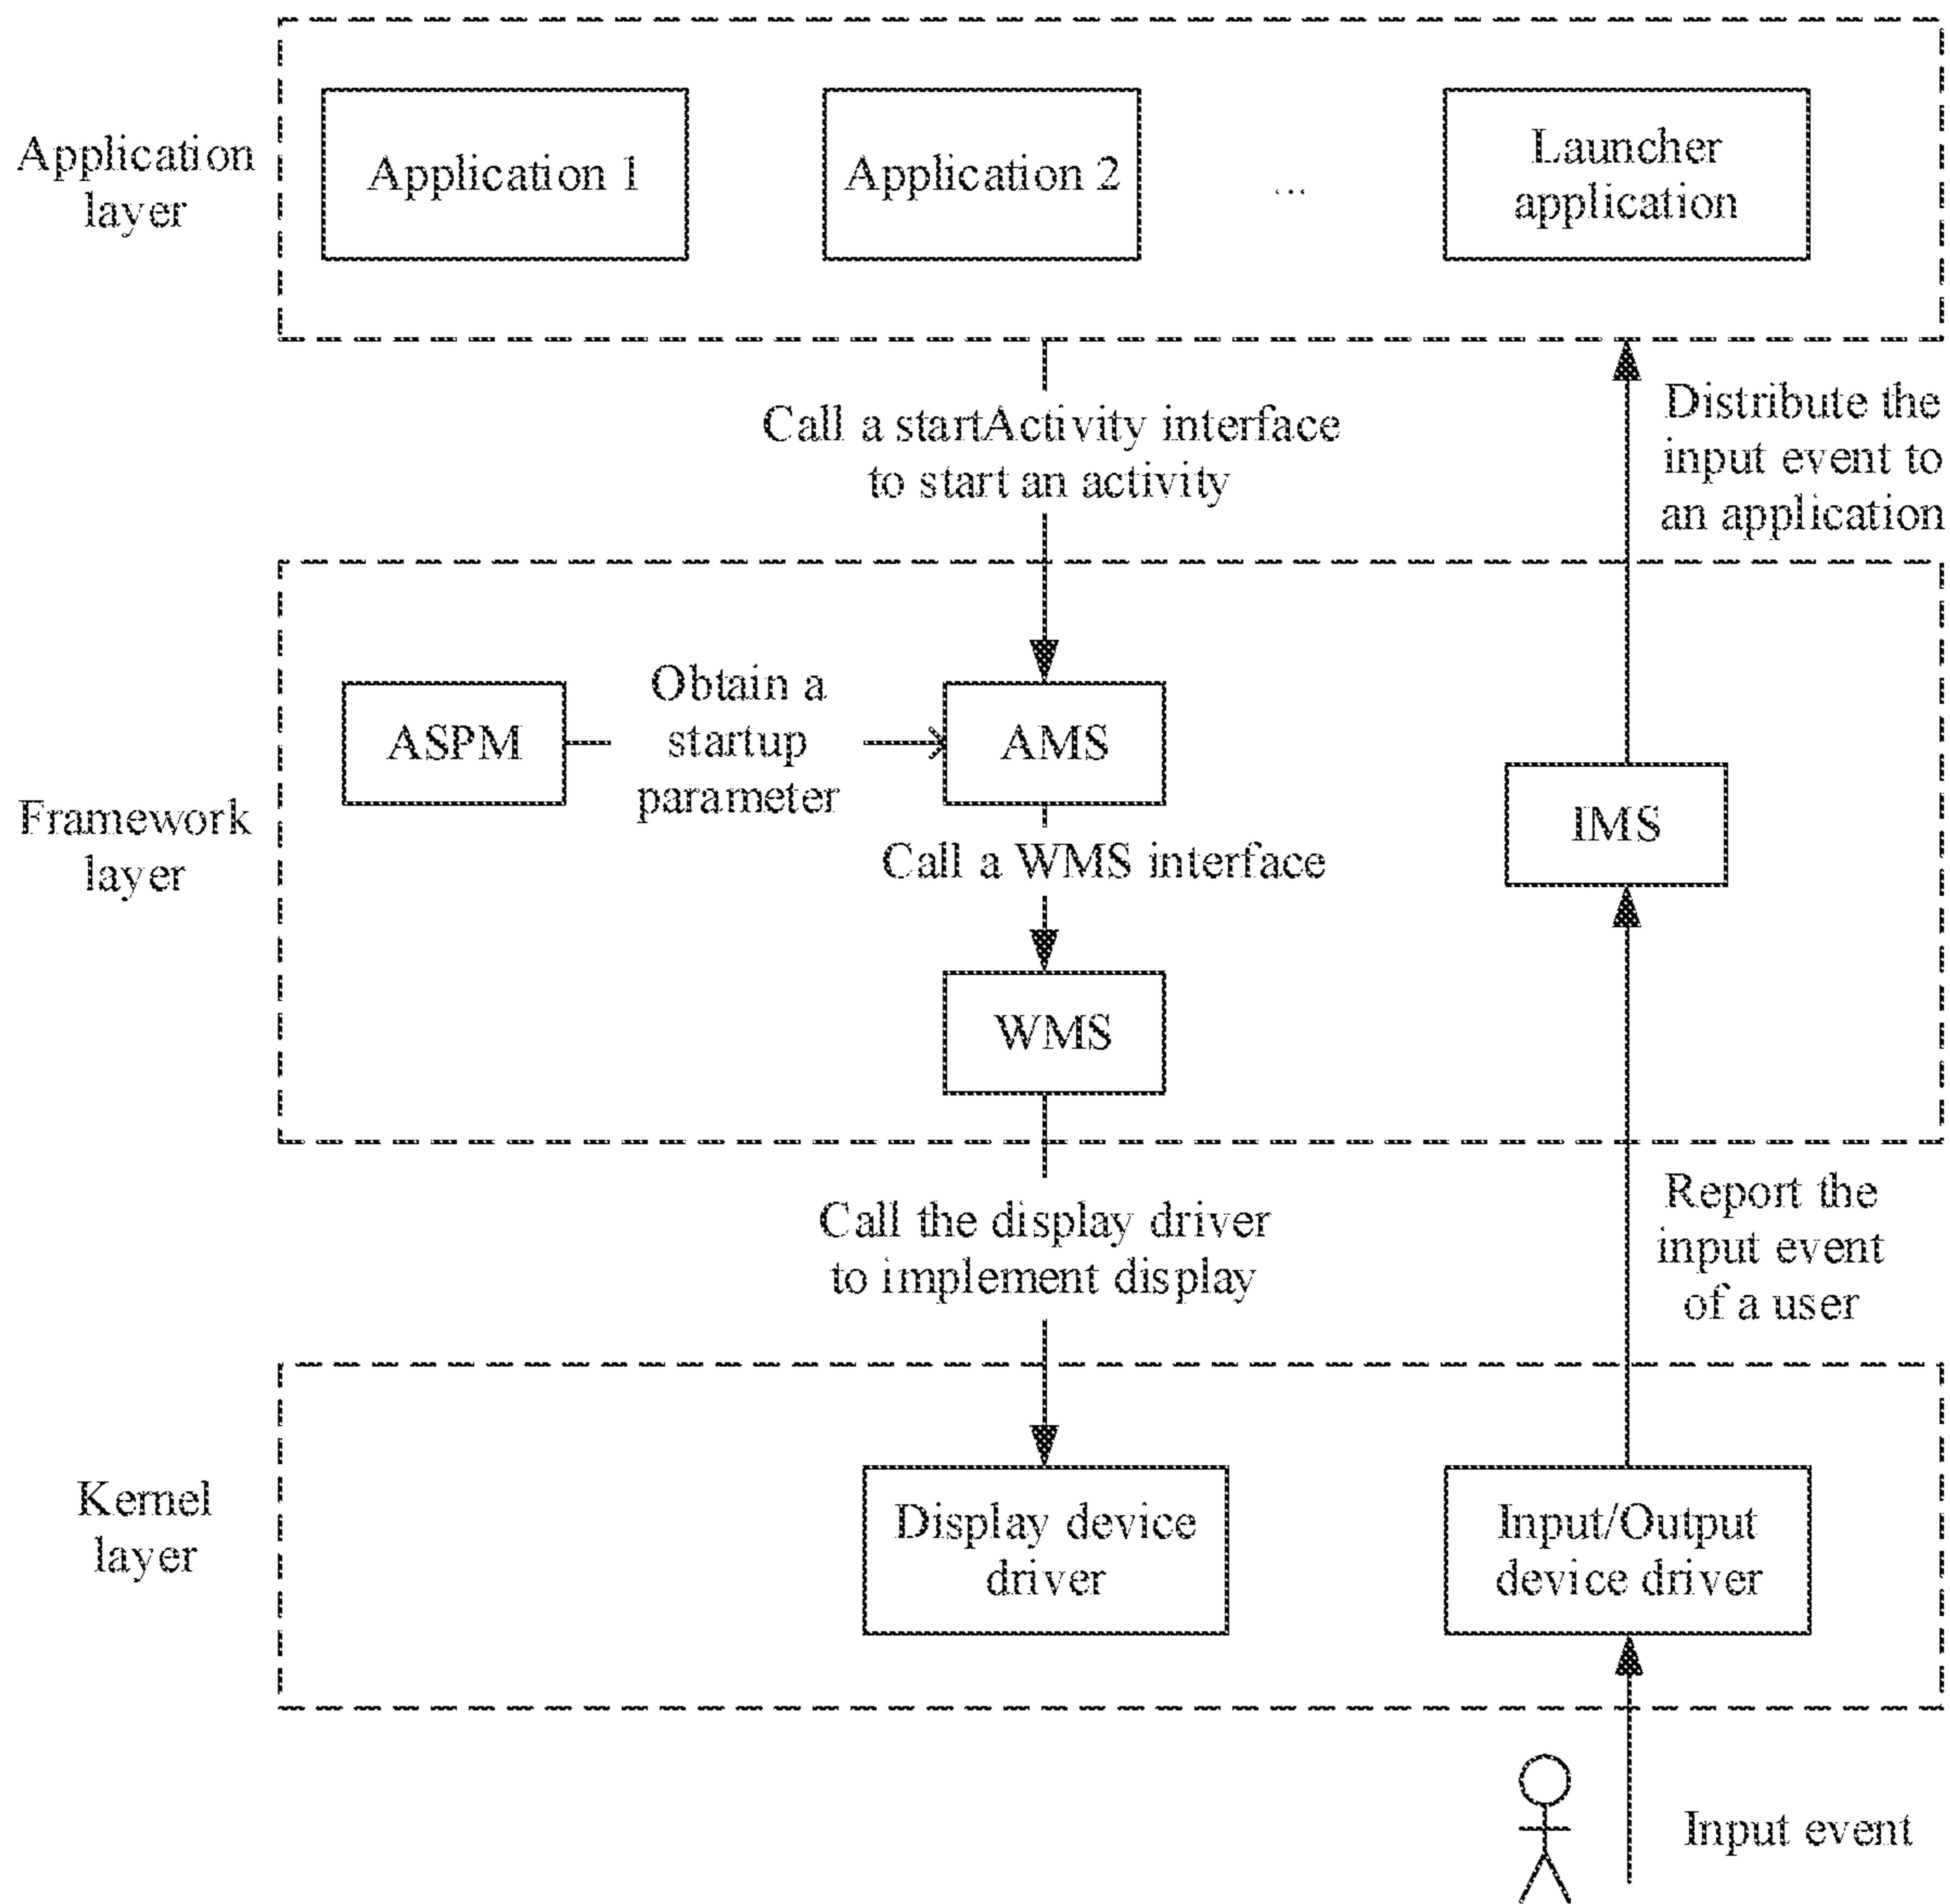 Application
layer
Application 1
Application 2
...
Launcher
application
Call a startActivity interface
to start an activity
Distribute the
input event to
an application
Framework
layer
ASPM
Obtain a
startup
parameter
AMS
IMS
Call a WMS interface
WMS
Call the display driver
to implement display
Report the
input event
of a user
Kernel
layer
Display device
driver
Input/Output
device driver
Input event